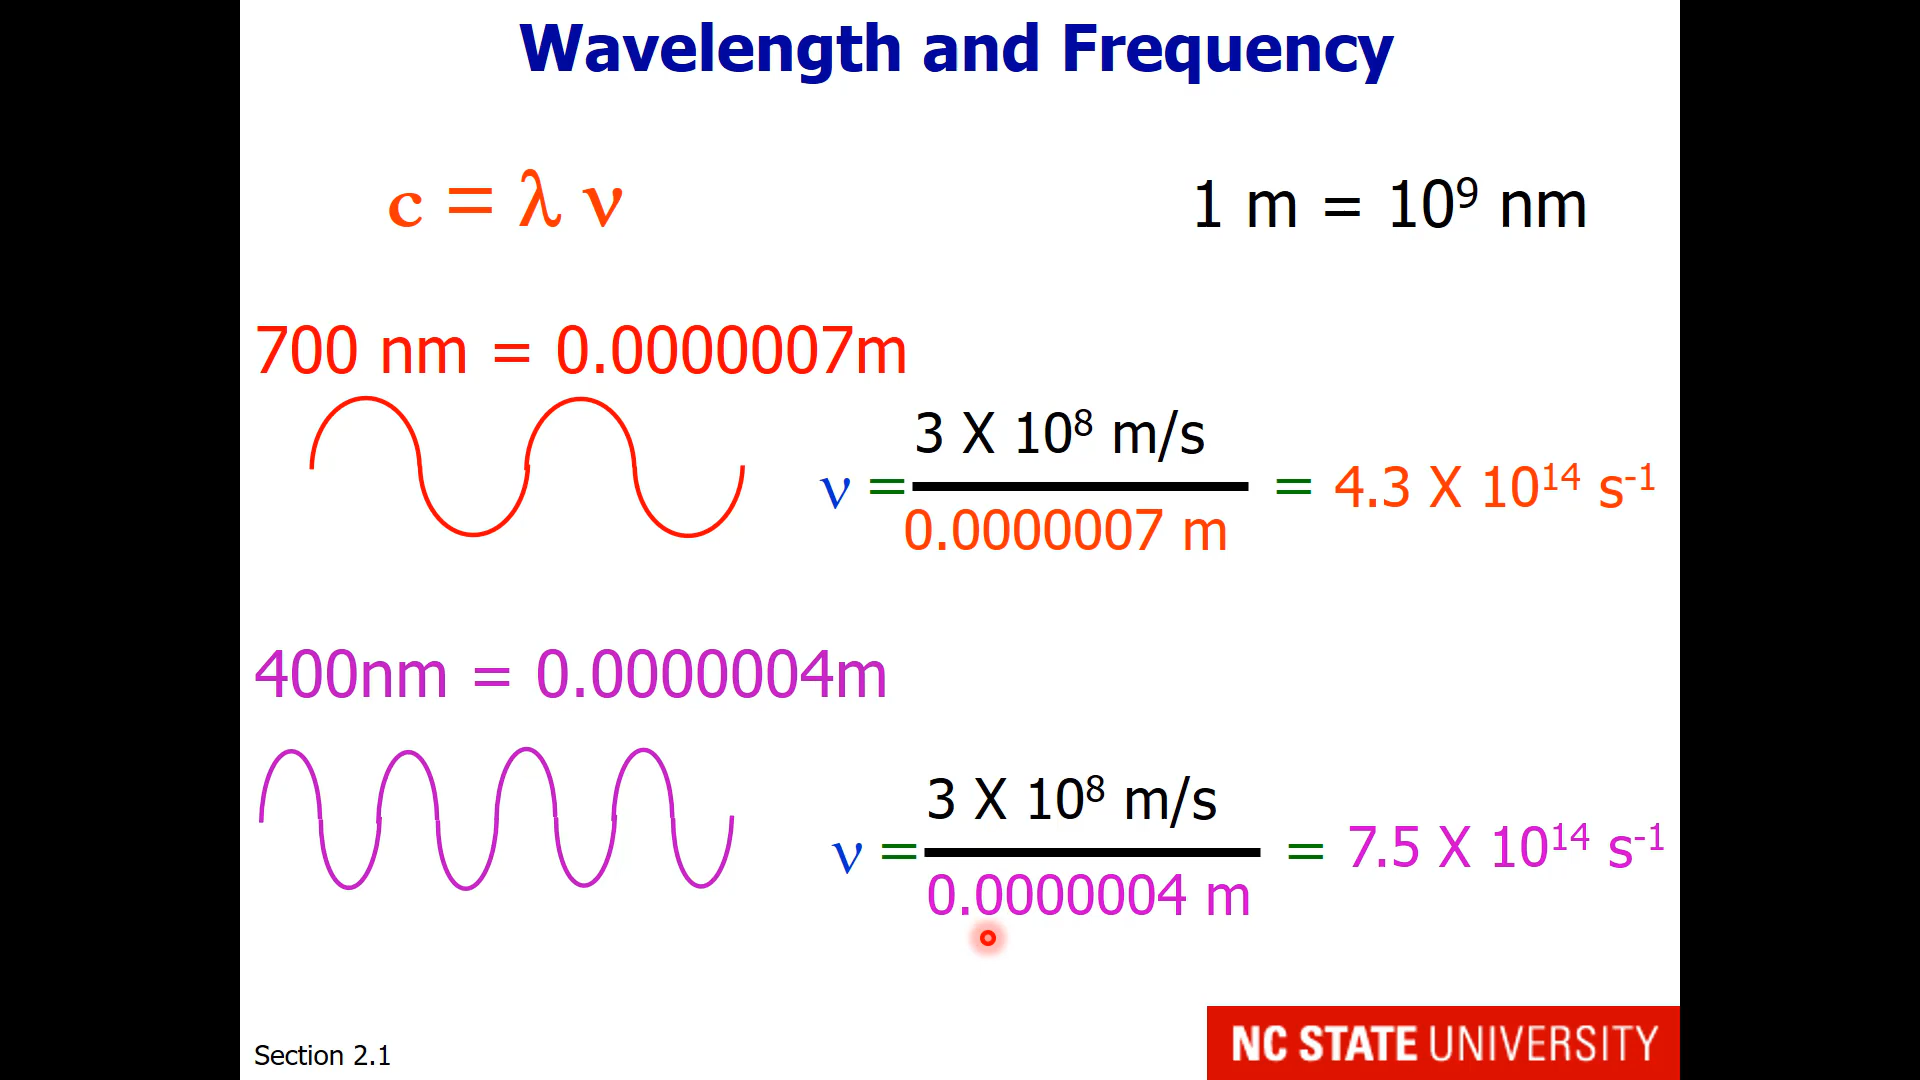 Wavelength and Frequency
c = λ ν
1 m = 10⁹ nm
700 nm = 0.0000007m
3 X 10⁸ m/s
ν = = 4.3 X 10¹⁴ s⁻¹
0.0000007 m
400nm = 0.0000004m
3 X 10⁸ m/s
ν = = 7.5 X 10¹⁴ s⁻¹
0.0000004 m
Section 2.1
NC STATE UNIVERSITY